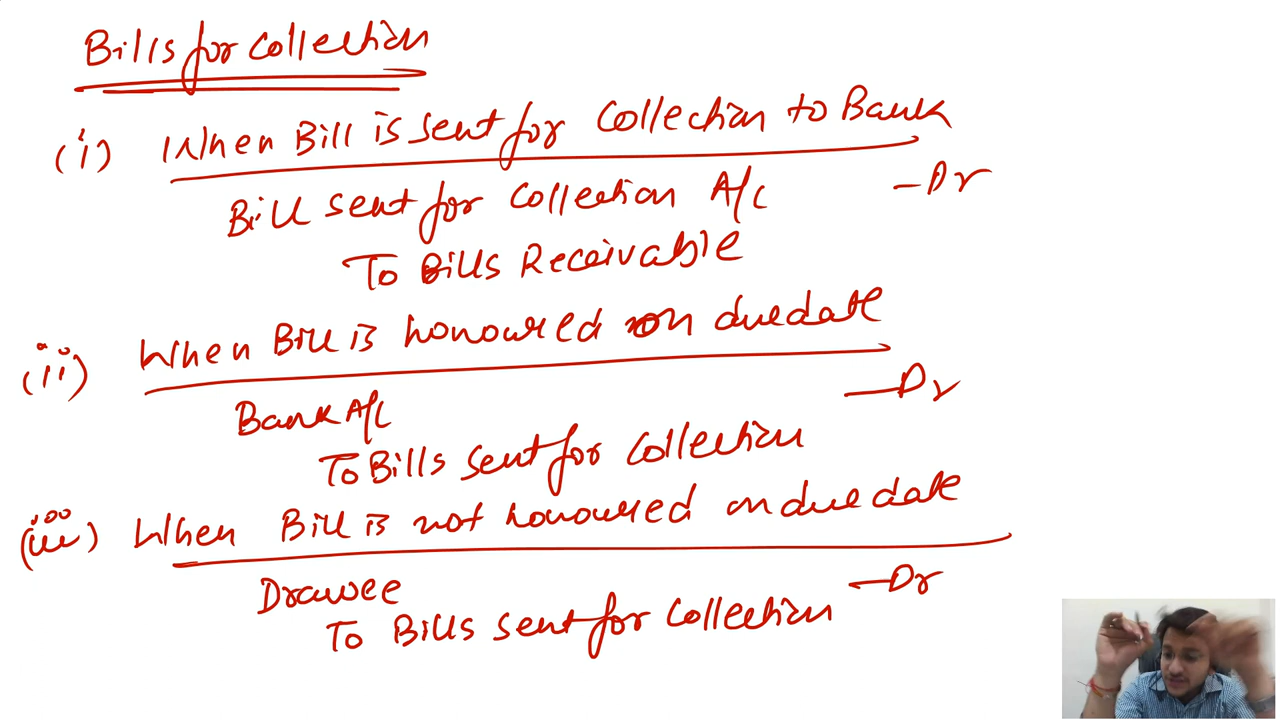 Bills for Collection
(i) When Bill is sent for Collection to Bank
Bill sent for Collection A/c —Dr
To Bills Receivable
(ii) When Bill is honoured on due date
Bank A/c —Dr
To Bills sent for Collection
(iii) When Bill is not honoured on due date
Drawee —Dr
To Bills sent for Collection